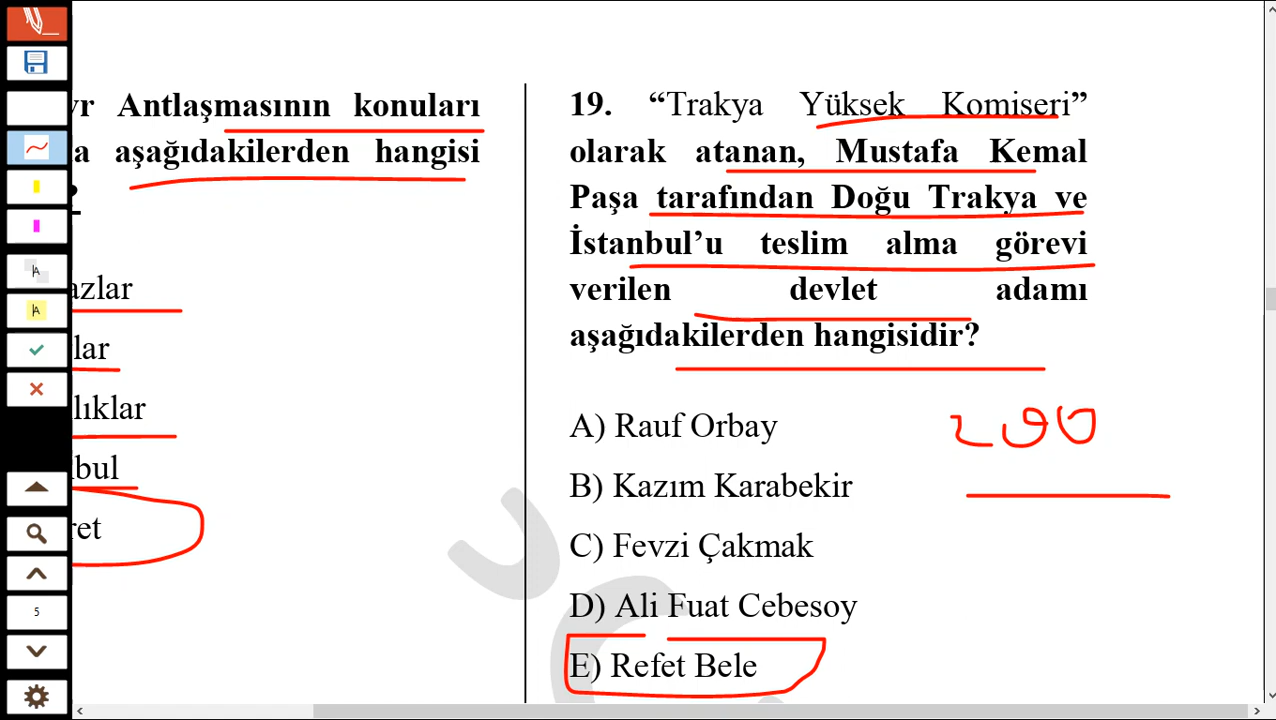 yr Antlaşmasının konuları
a aşağıdakilerden hangisi
?
azlar
lar
lıklar
bul
ret
19. “Trakya Yüksek Komiseri”
olarak atanan, Mustafa Kemal
Paşa tarafından Doğu Trakya ve
İstanbul’u teslim alma görevi
verilen devlet adamı
aşağıdakilerden hangisidir?
A) Rauf Orbay
B) Kazım Karabekir
C) Fevzi Çakmak
D) Ali Fuat Cebesoy
E) Refet Bele
5